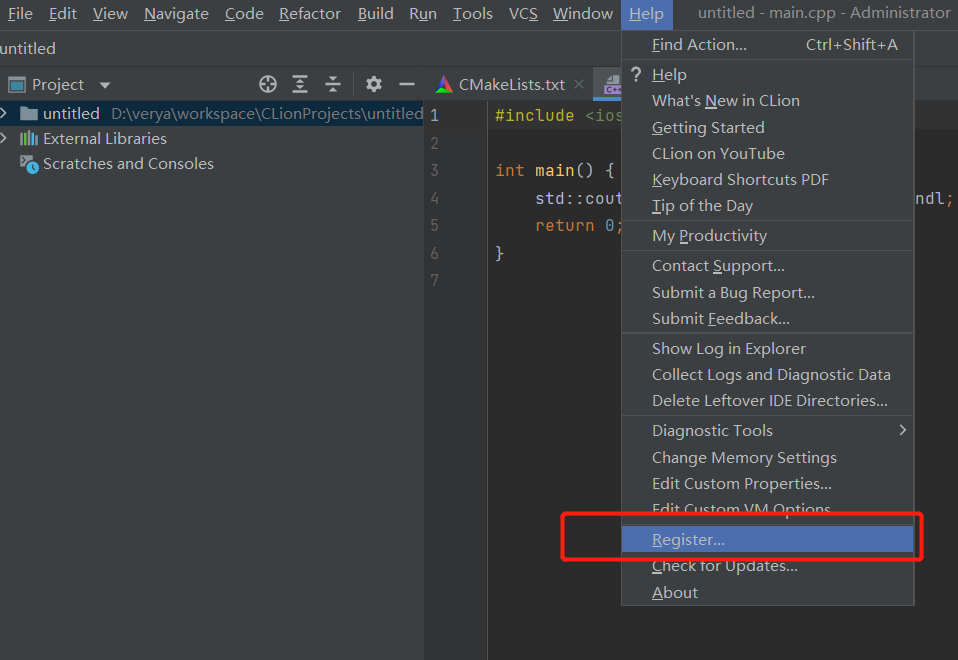 File Edit View Navigate Code Refactor Build Run Tools VCS Window Help untitled - main.cpp - Administrator
untitled
Project
CMakeLists.txt
untitled D:\verya\workspace\CLionProjects\untitled
External Libraries
Scratches and Consoles
1 #include <ios
2
3 int main() {
4 std::cout ndl;
5 return 0;
6 }
7
Find Action... Ctrl+Shift+A
? Help
What's New in CLion
Getting Started
CLion on YouTube
Keyboard Shortcuts PDF
Tip of the Day
My Productivity
Contact Support...
Submit a Bug Report...
Submit Feedback...
Show Log in Explorer
Collect Logs and Diagnostic Data
Delete Leftover IDE Directories...
Diagnostic Tools
Change Memory Settings
Edit Custom Properties...
Edit Custom VM Options...
Register...
Check for Updates...
About